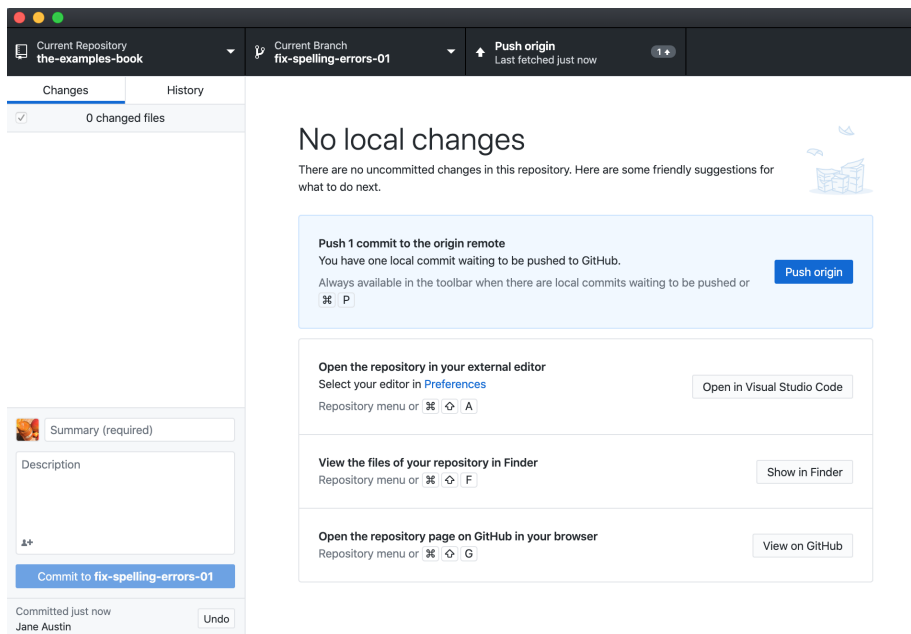 Current Repository
the-examples-book
Current Branch
fix-spelling-errors-01
Push origin
Last fetched just now
1
Changes
History
0 changed files
No local changes
There are no uncommitted changes in this repository. Here are some friendly suggestions for
what to do next.
Push 1 commit to the origin remote
You have one local commit waiting to be pushed to GitHub.
Always available in the toolbar when there are local commits waiting to be pushed or
⌘ P
Push origin
Open the repository in your external editor
Select your editor in Preferences
Repository menu or ⌘ ⇧ A
Open in Visual Studio Code
View the files of your repository in Finder
Repository menu or ⌘ ⇧ F
Show in Finder
Open the repository page on GitHub in your browser
Repository menu or ⌘ ⇧ G
View on GitHub
Summary (required)
Description
Commit to fix-spelling-errors-01
Committed just now
Jane Austin
Undo